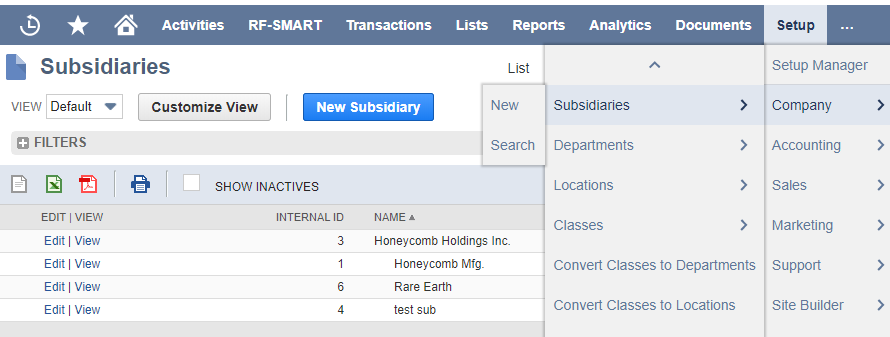 Activities RF-SMART Transactions Lists Reports Analytics Documents Setup ...
Subsidiaries
List
VIEW Default Customize View New Subsidiary
FILTERS
SHOW INACTIVES
EDIT | VIEW INTERNAL ID NAME
Edit | View 3 Honeycomb Holdings Inc.
Edit | View 1 Honeycomb Mfg.
Edit | View 6 Rare Earth
Edit | View 4 test sub
New
Search
Subsidiaries
Departments
Locations
Classes
Convert Classes to Departments
Convert Classes to Locations
Setup Manager
Company
Accounting
Sales
Marketing
Support
Site Builder